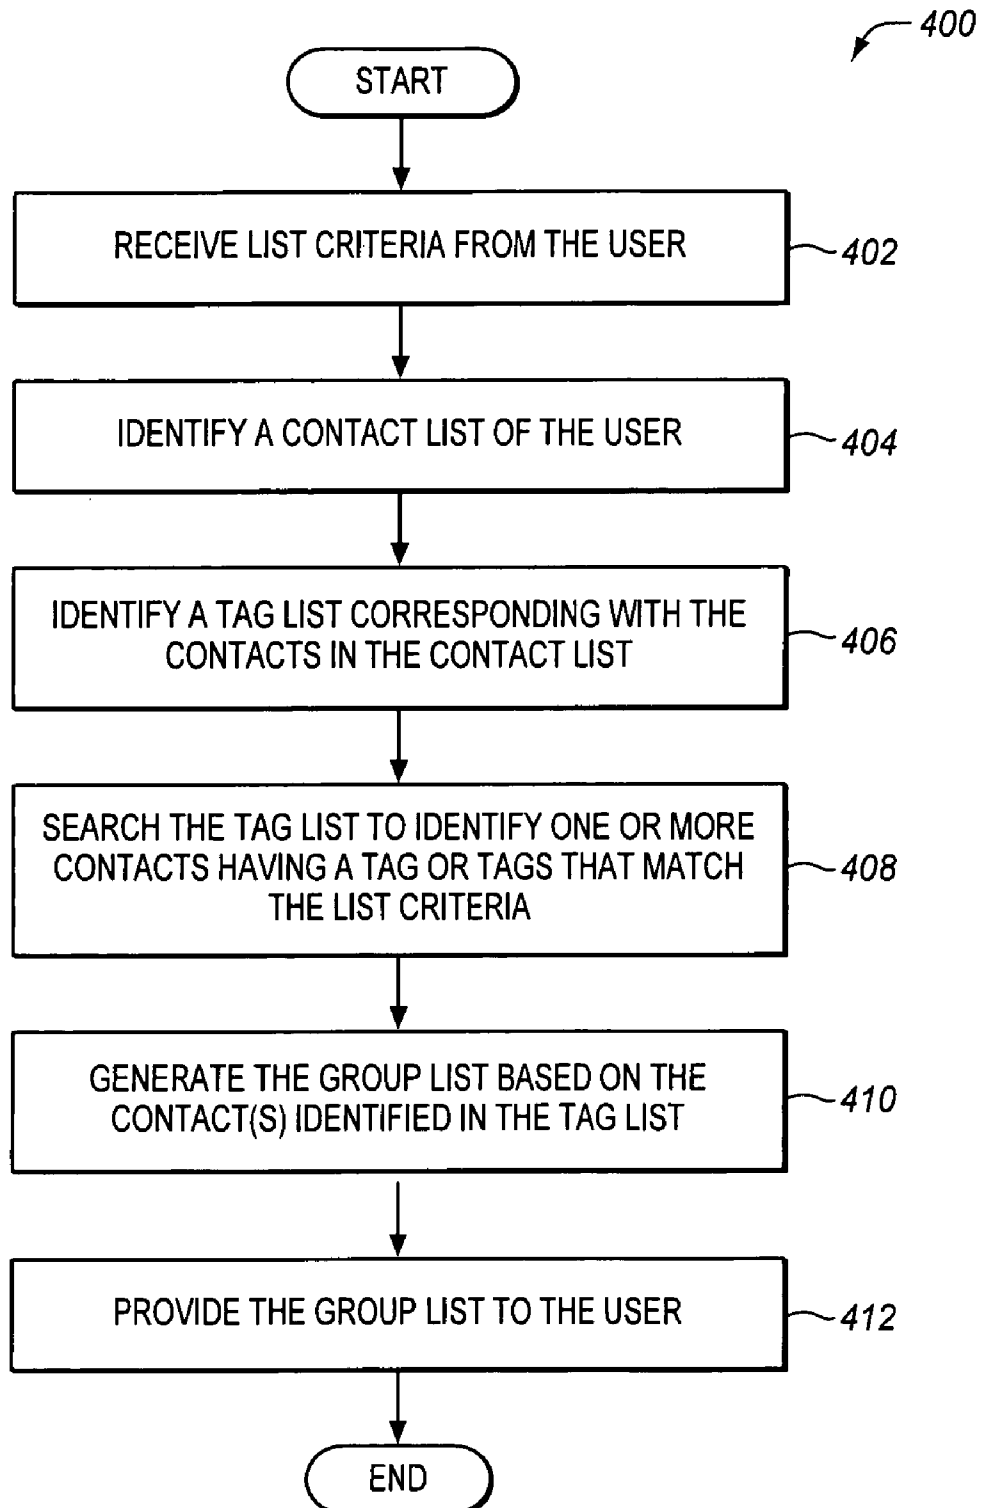 400
START
RECEIVE LIST CRITERIA FROM THE USER
402
IDENTIFY A CONTACT LIST OF THE USER
404
IDENTIFY A TAG LIST CORRESPONDING WITH THE
CONTACTS IN THE CONTACT LIST
406
SEARCH THE TAG LIST TO IDENTIFY ONE OR MORE
CONTACTS HAVING A TAG OR TAGS THAT MATCH
THE LIST CRITERIA
408
GENERATE THE GROUP LIST BASED ON THE
CONTACT(S) IDENTIFIED IN THE TAG LIST
410
PROVIDE THE GROUP LIST TO THE USER
412
END